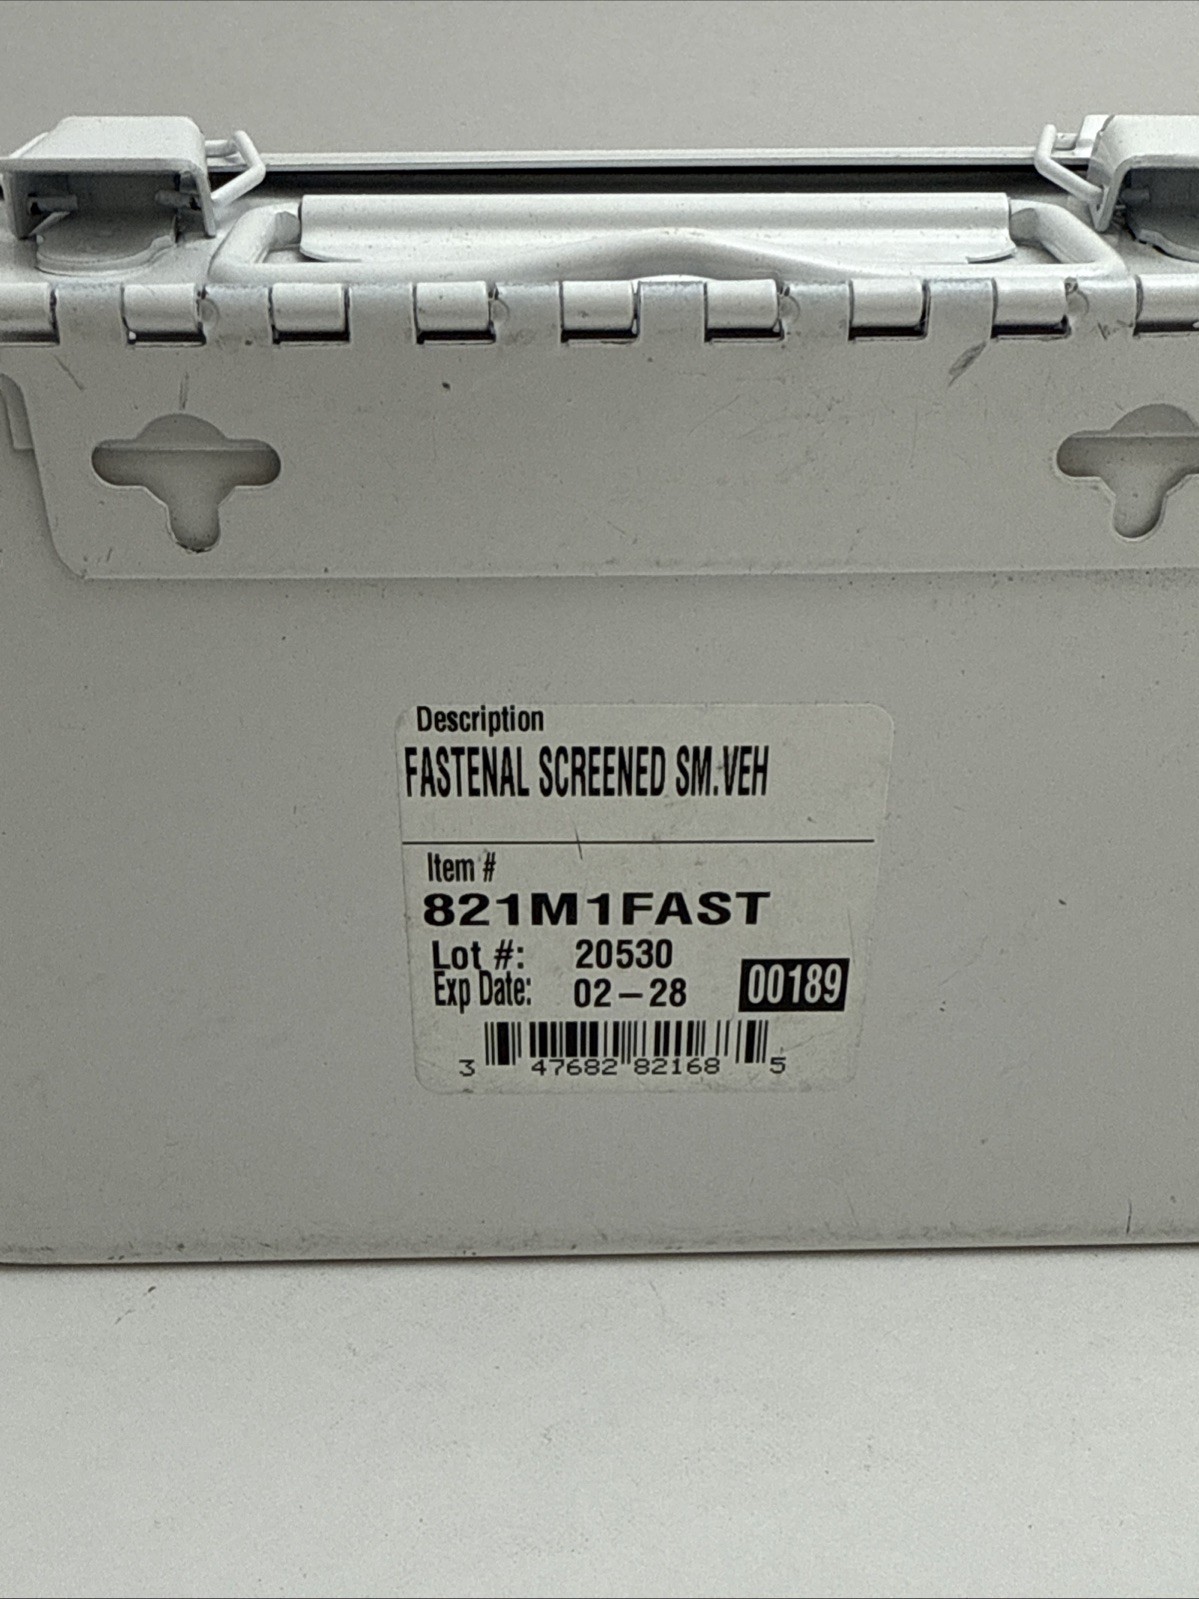 Description
FASTENAL SCREENED SM.VEH
Item #
821M1FAST
Lot #: 20530
Exp Date: 02-28 00189
3 47682 82168 5